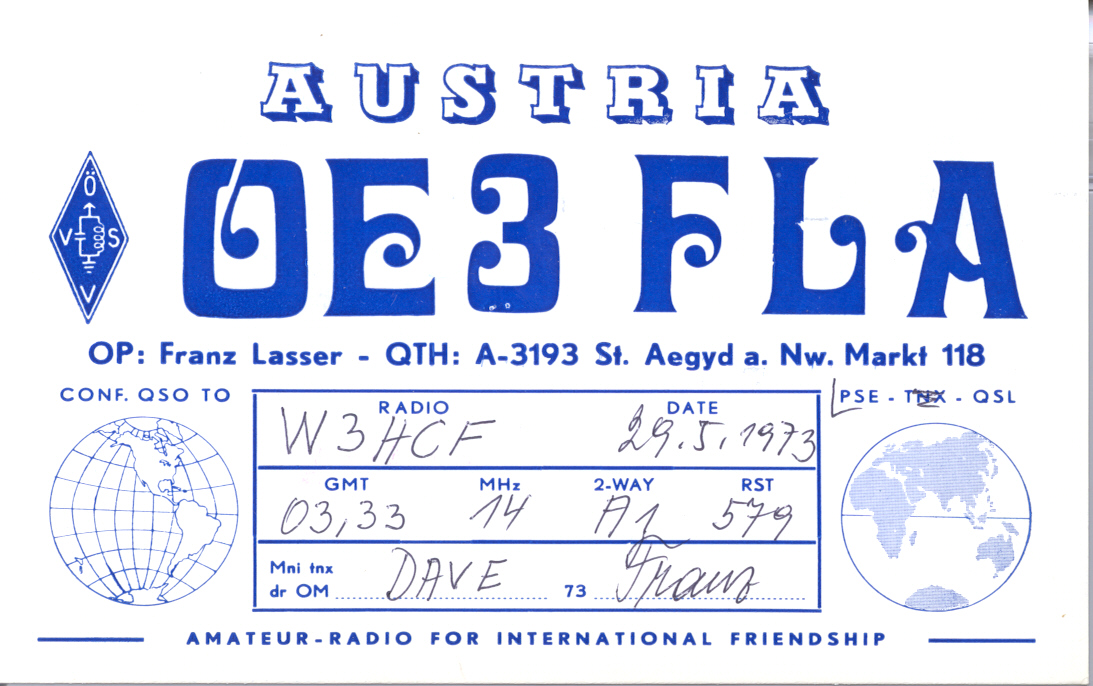 AUSTRIA
OE3 FLA
Ö
V S
V
OP: Franz Lasser - QTH: A-3193 St. Aegyd a. Nw. Markt 118
CONF. QSO TO
PSE - TNX - QSL
RADIO DATE
W3HCF 29.5.1973
GMT MHz 2-WAY RST
03,33 14 A1 579
Mni tnx
dr OM DAVE 73 Franz
AMATEUR-RADIO FOR INTERNATIONAL FRIENDSHIP